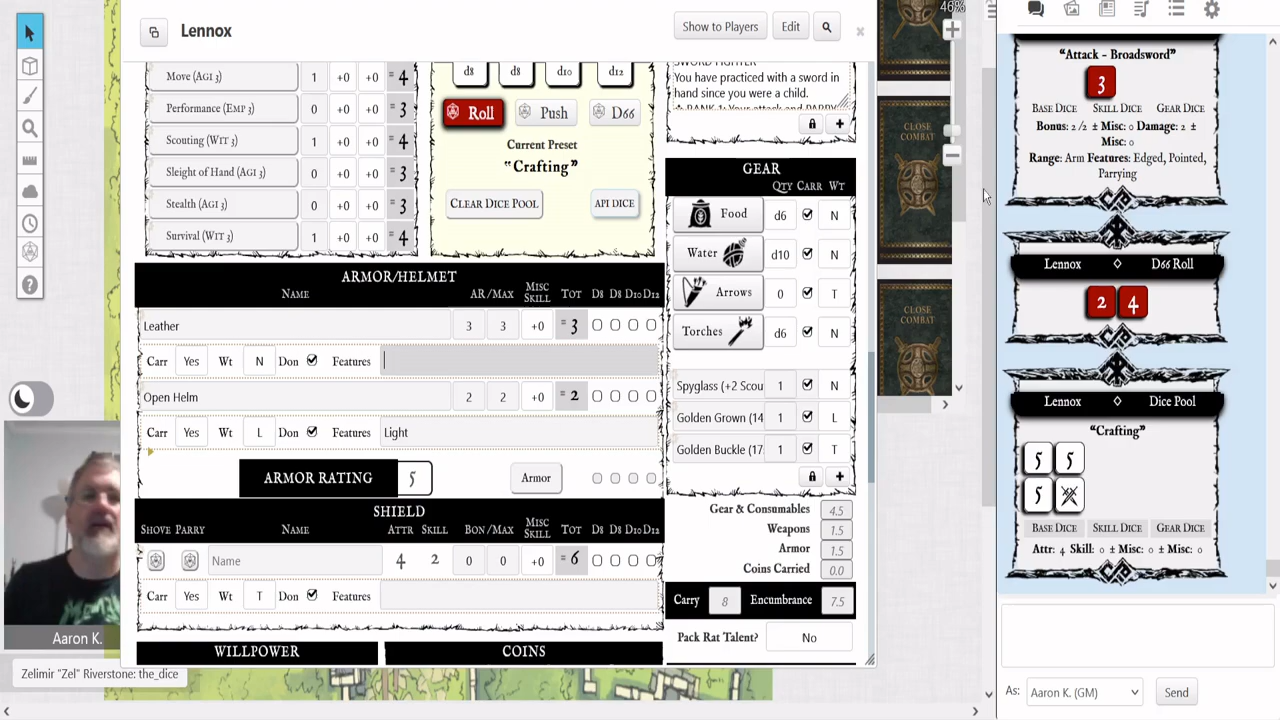 Lennox
Show to Players
Edit
46%
Move (AGI 3) 1 +0 +0 = 4
Performance (EMP 3) 0 +0 +0 = 3
Scouting (WIT 3) 1 +0 +0 = 4
Sleight of Hand (AGI 3) 0 +0 +0 = 3
Stealth (AGI 3) 0 +0 +0 = 3
Survival (WIT 3) 1 +0 +0 = 4
d8 d8 d10 d12
Roll Push D66
Current Preset
"Crafting"
CLEAR DICE POOL API DICE
SWORD FIGHTER
You have practiced with a sword in
hand since you were a child.
GEAR
QTY CARR WT
Food d6 N
Water d10 N
Arrows 0 T
Torches d6 N
Spyglass (+2 Scou 1 N
Golden Grown (14 1 L
Golden Buckle (17 1 T
Gear & Consumables 4.5
Weapons 1.5
Armor 1.5
Coins Carried 0.0
Carry 8 Encumbrance 7.5
Pack Rat Talent? No
ARMOR/HELMET
NAME AR/MAX MISC SKILL TOT D8 D10 D12
Leather 3 3 +0 = 3
Carr Yes Wt N Don Features
Open Helm 2 2 +0 = 2
Carr Yes Wt L Don Features Light
ARMOR RATING 5 Armor
SHIELD
SHOVE PARRY NAME ATTR SKILL BON/MAX MISC SKILL TOT D8 D8 D10 D12
Name 4 2 0 0 +0 = 6
Carr Yes Wt T Don Features
WILLPOWER COINS
CLOSE
COMBAT
CLOSE
COMBAT
Aaron K.
Zelimir "Zel" Riverstone: the_dice
"Attack - Broadsword"
3
BASE DICE SKILL DICE GEAR DICE
Bonus: 2/2 ± Misc: 0 Damage: 2 ±
Misc: 0
Range: Arm Features: Edged, Pointed,
Parrying
Lennox ◇ D66 Roll
2 4
Lennox ◇ Dice Pool
"Crafting"
5 5
5
BASE DICE SKILL DICE GEAR DICE
Attr: 4 Skill: 0 ± Misc: 0 ± Misc: 0
As: Aaron K. (GM) Send